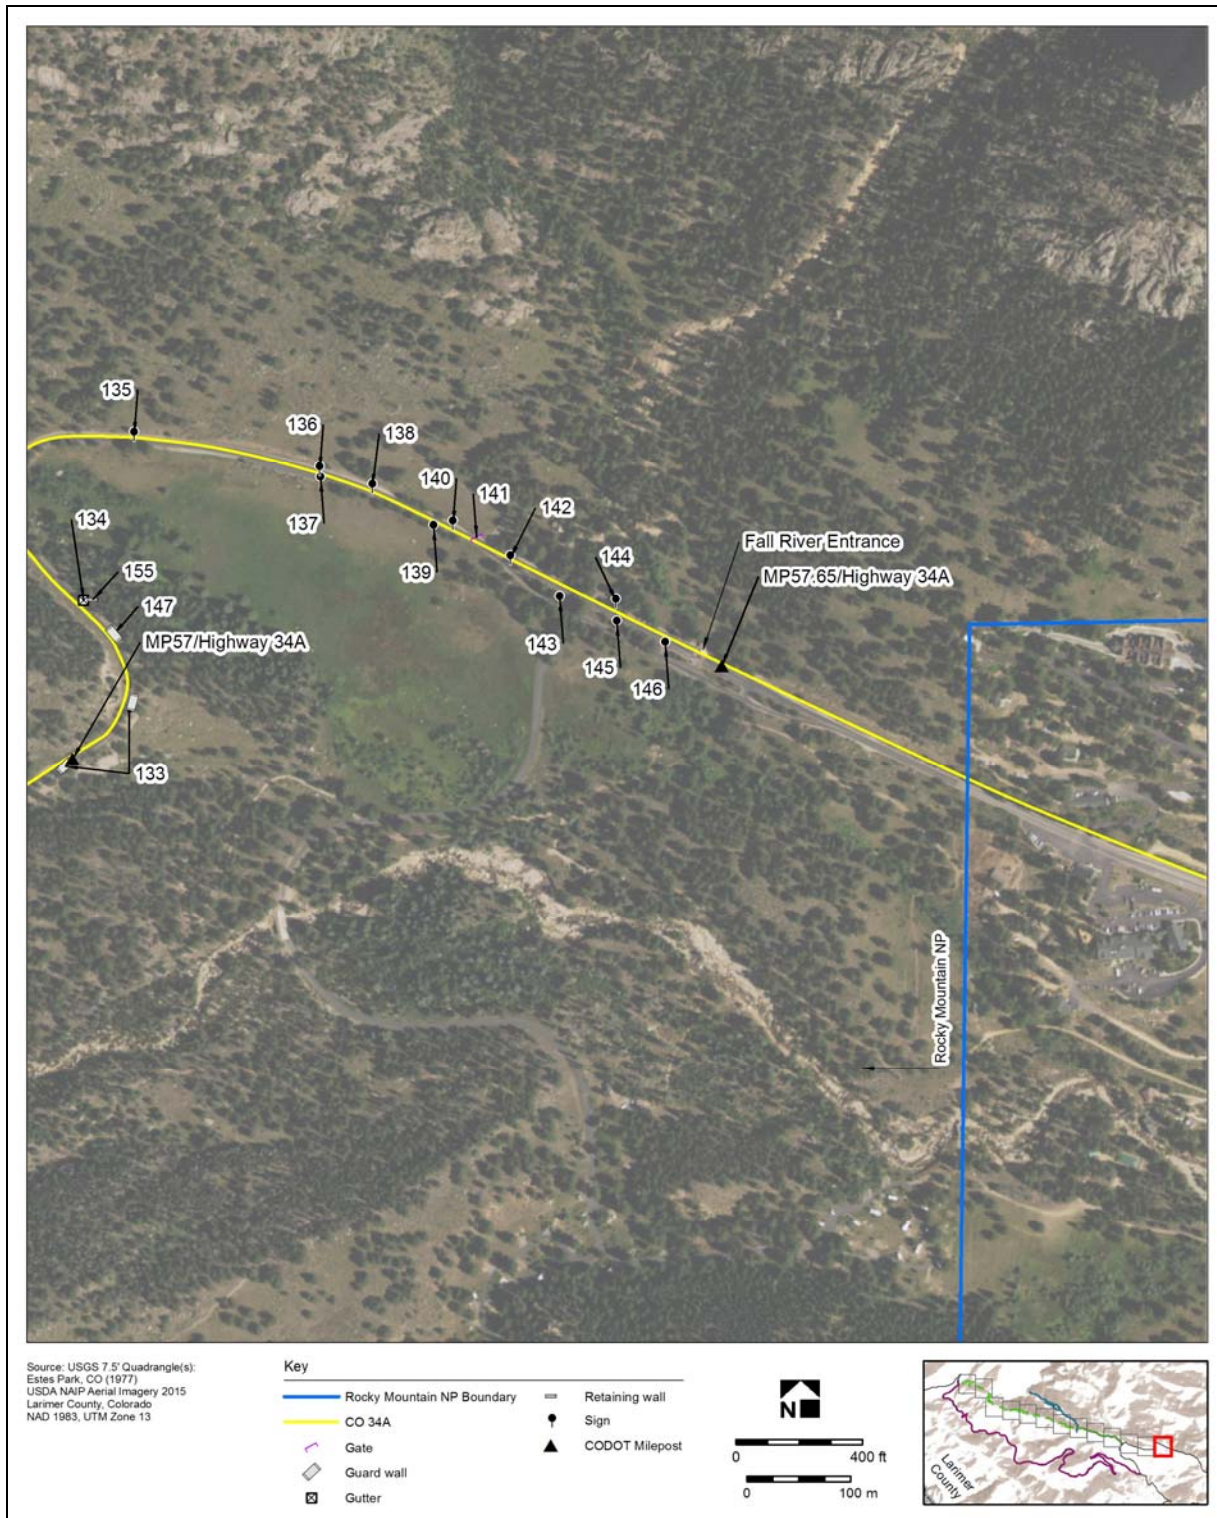 135
136
138
140
141
142
134
137
155
139
144
Fall River Entrance
MP57.65/Highway 34A
147
MP57/Highway 34A
143
145
146
133
Rocky Mountain NP
Source: USGS 7.5' Quadrangle(s):
Estes Park, CO (1977)
USDA NAIP Aerial Imagery 2015
Larimer County, Colorado
NAD 1983, UTM Zone 13
Key
Rocky Mountain NP Boundary
CO 34A
Gate
Guard wall
Gutter
Retaining wall
Sign
CODOT Milepost
N
0 400 ft
0 100 m
Larimer
County